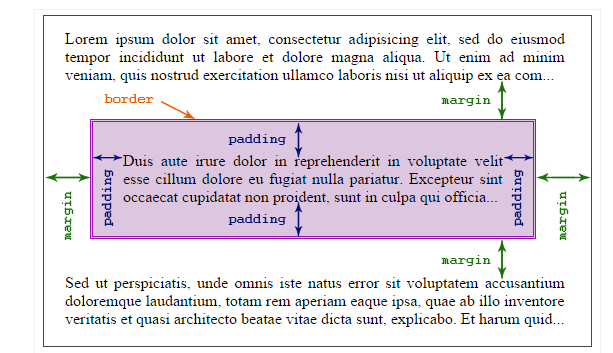 Lorem ipsum dolor sit amet, consectetur adipisicing elit, sed do eiusmod
tempor incididunt ut labore et dolore magna aliqua. Ut enim ad minim
veniam, quis nostrud exercitation ullamco laboris nisi ut aliquip ex ea com...
border
margin
padding
Duis aute irure dolor in reprehenderit in voluptate velit
esse cillum dolore eu fugiat nulla pariatur. Excepteur sint
occaecat cupidatat non proident, sunt in culpa qui officia...
margin
padding
padding
margin
padding
margin
Sed ut perspiciatis, unde omnis iste natus error sit voluptatem accusantium
doloremque laudantium, totam rem aperiam eaque ipsa, quae ab illo inventore
veritatis et quasi architecto beatae vitae dicta sunt, explicabo. Et harum quid...